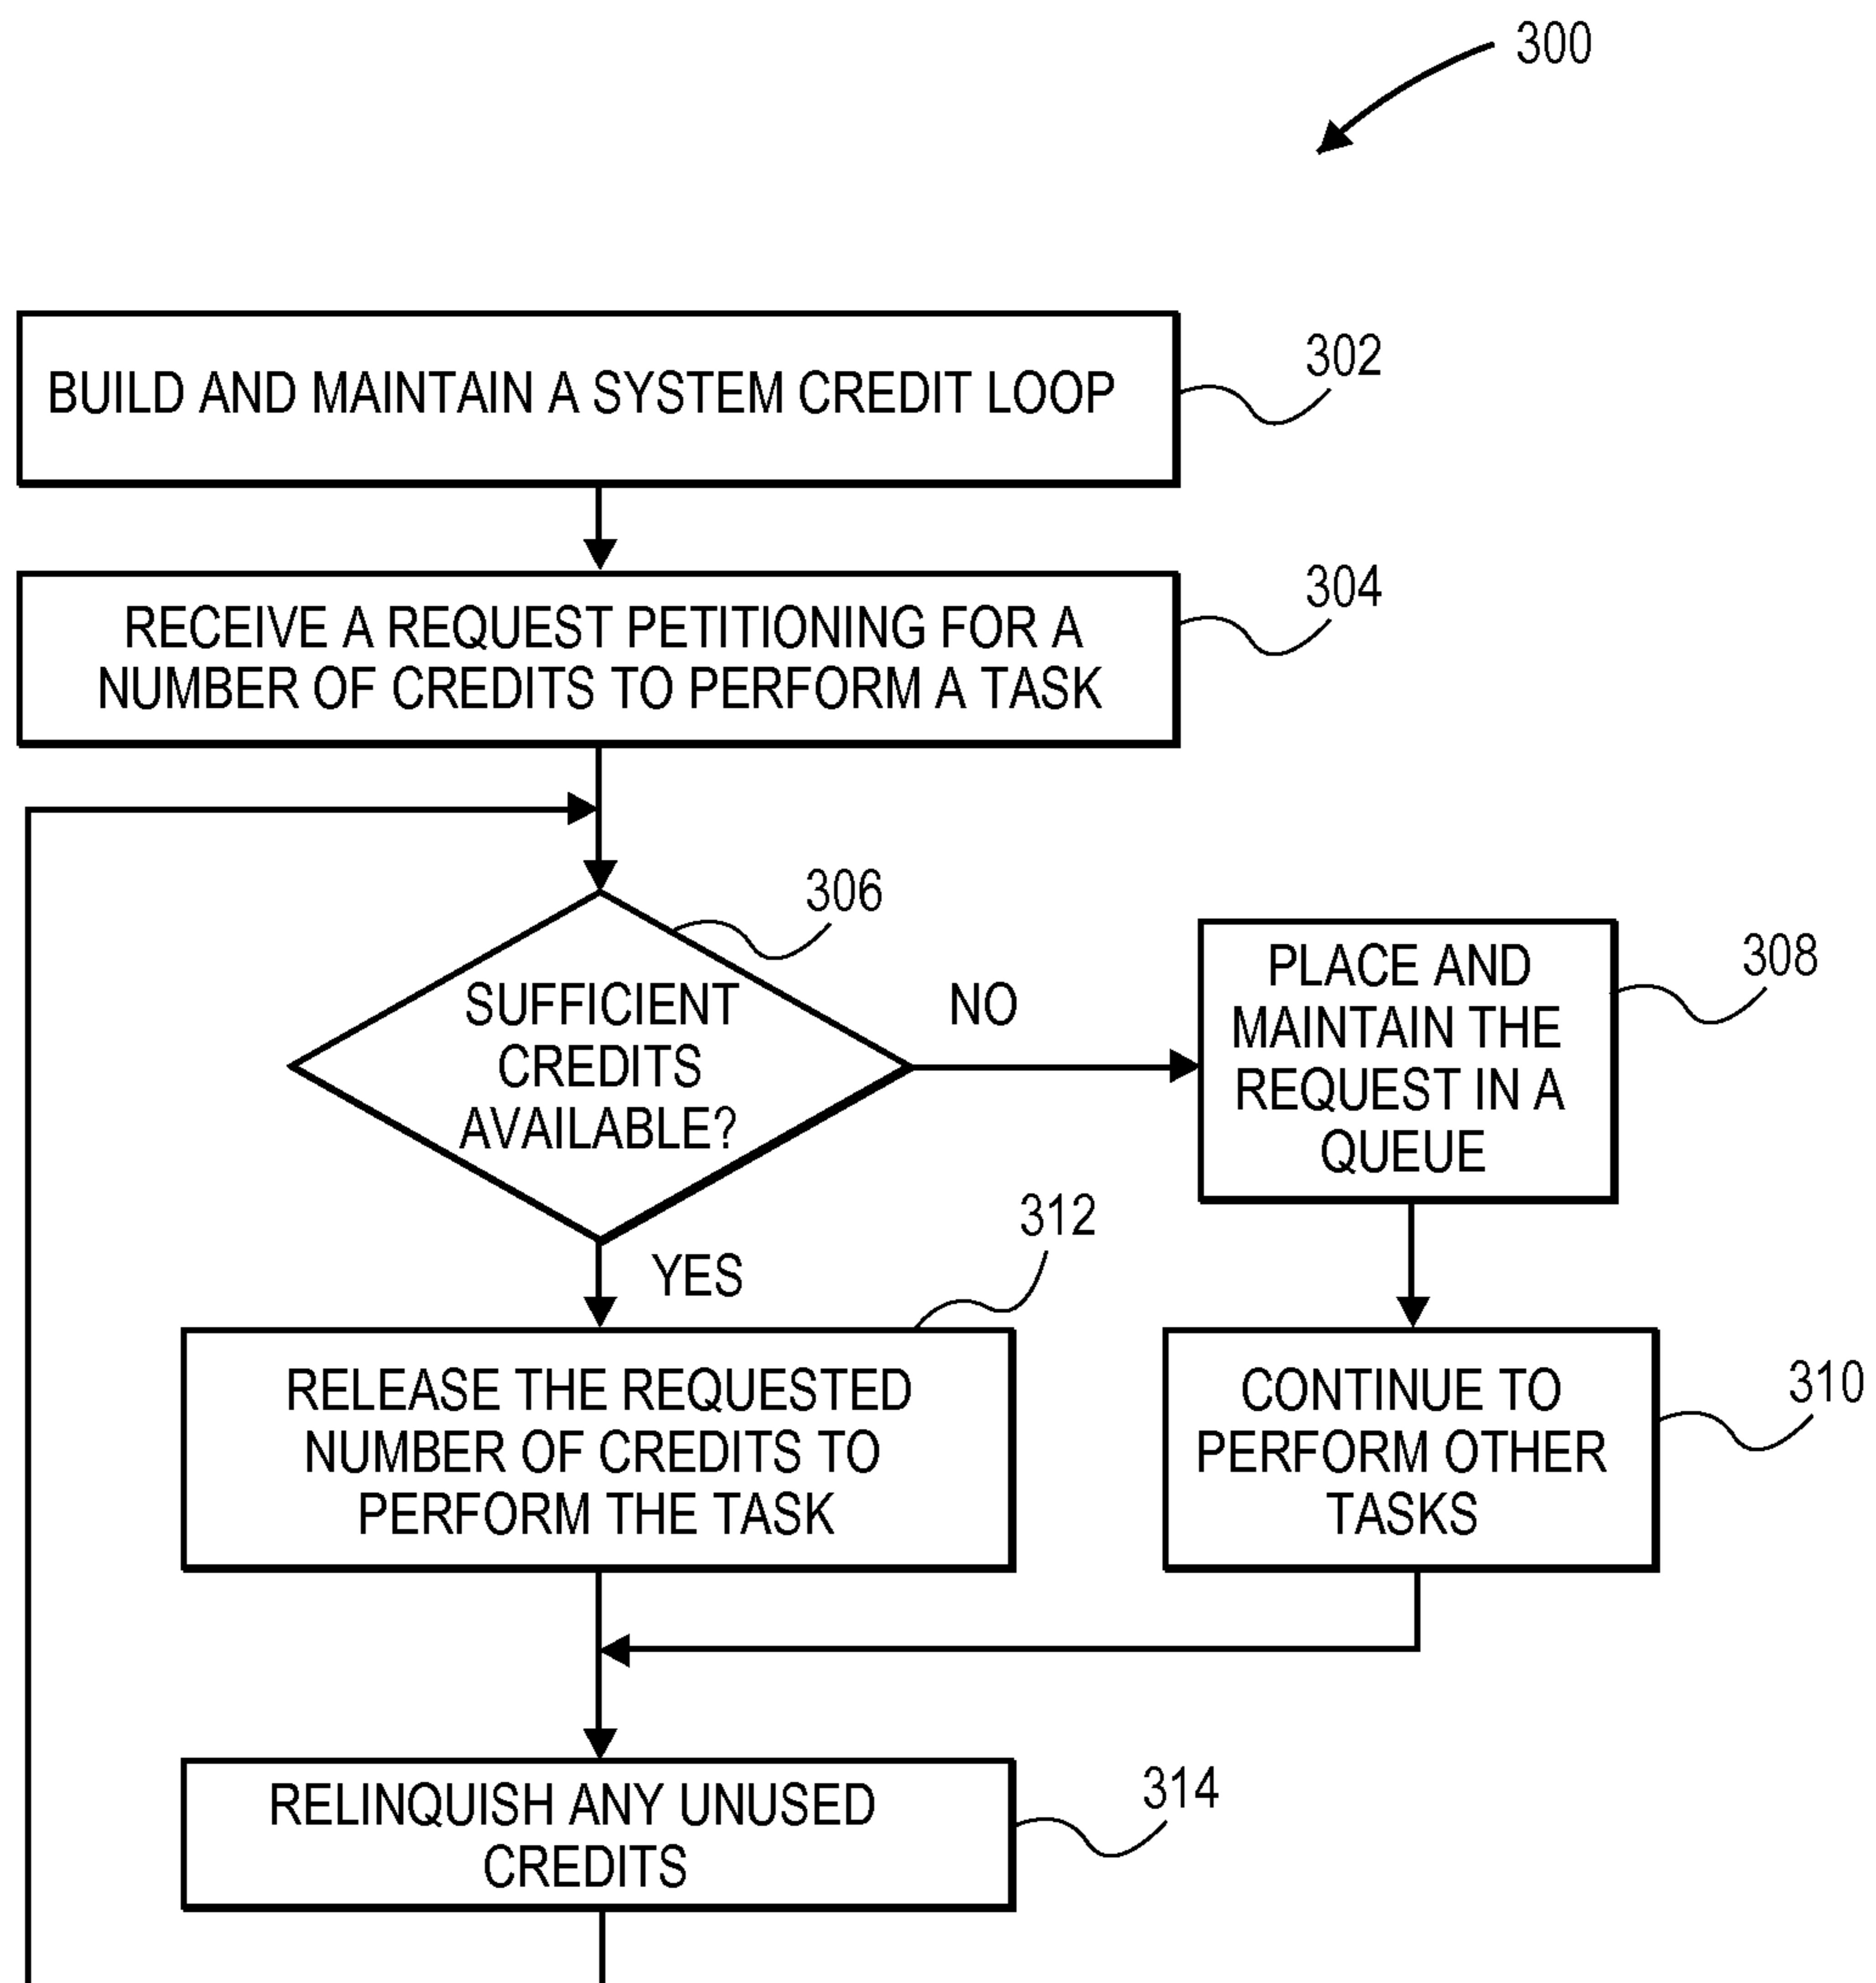 300
BUILD AND MAINTAIN A SYSTEM CREDIT LOOP
302
RECEIVE A REQUEST PETITIONING FOR A
NUMBER OF CREDITS TO PERFORM A TASK
304
306
SUFFICIENT
CREDITS
AVAILABLE?
NO
PLACE AND
MAINTAIN THE
REQUEST IN A
QUEUE
308
YES
312
RELEASE THE REQUESTED
NUMBER OF CREDITS TO
PERFORM THE TASK
CONTINUE TO
PERFORM OTHER
TASKS
310
RELINQUISH ANY UNUSED
CREDITS
314